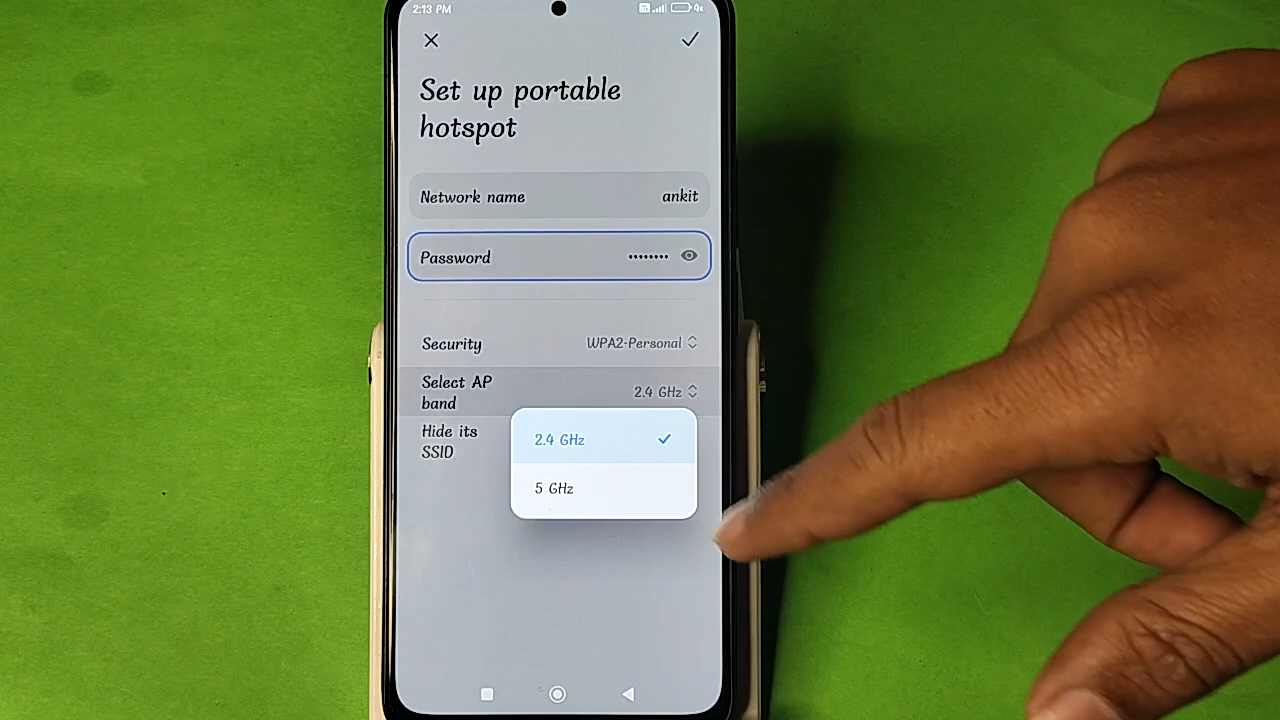 2:13 PM
Set up portable
hotspot
Network name ankit
Password ••••••••
Security WPA2-Personal
Select AP
band
2.4 GHz
Hide its
SSID
2.4 GHz
5 GHz